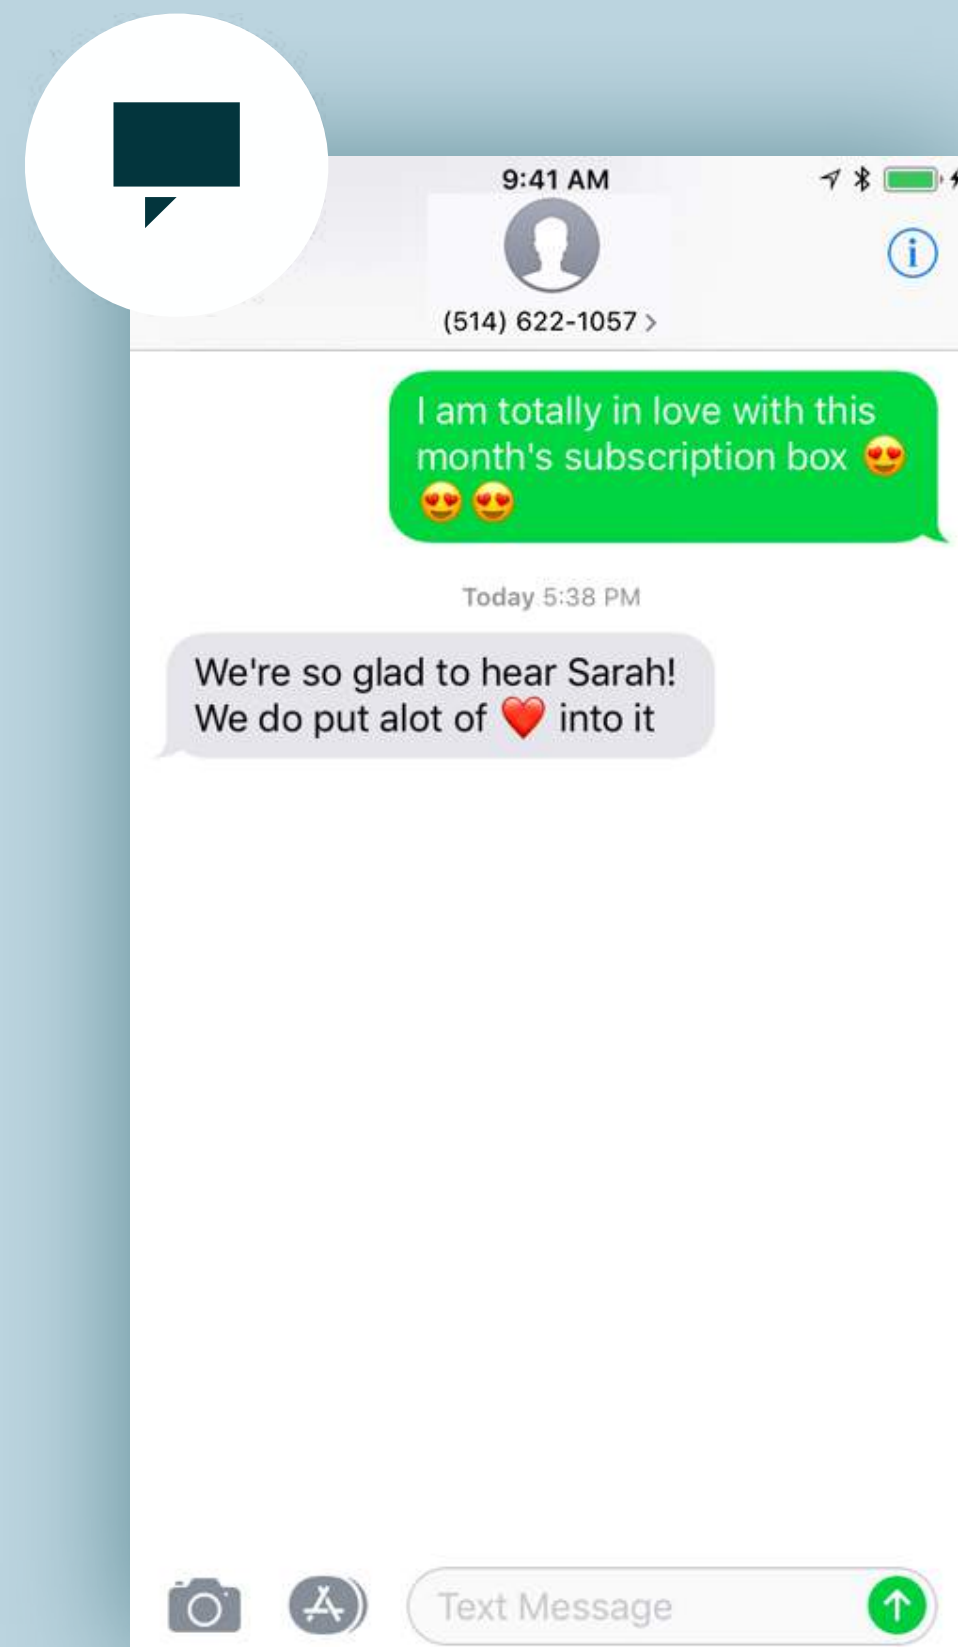 9:41 AM
(514) 622-1057 >
I am totally in love with this
month's subscription box 😍
😍 😍
Today 5:38 PM
We're so glad to hear Sarah!
We do put alot of ❤️ into it
Text Message